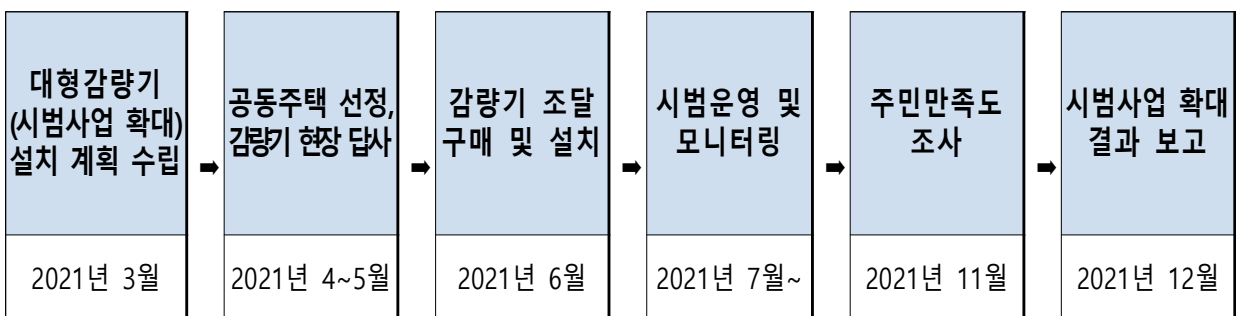 대형감량기
(시범사업 확대)
설치 계획 수립
2021년 3월
➡
공동주택 선정,
감량기 현장 답사
2021년 4~5월
➡
감량기 조달
구매 및 설치
2021년 6월
➡
시범운영 및
모니터링
2021년 7월~
➡
주민만족도
조사
2021년 11월
➡
시범사업 확대
결과 보고
2021년 12월